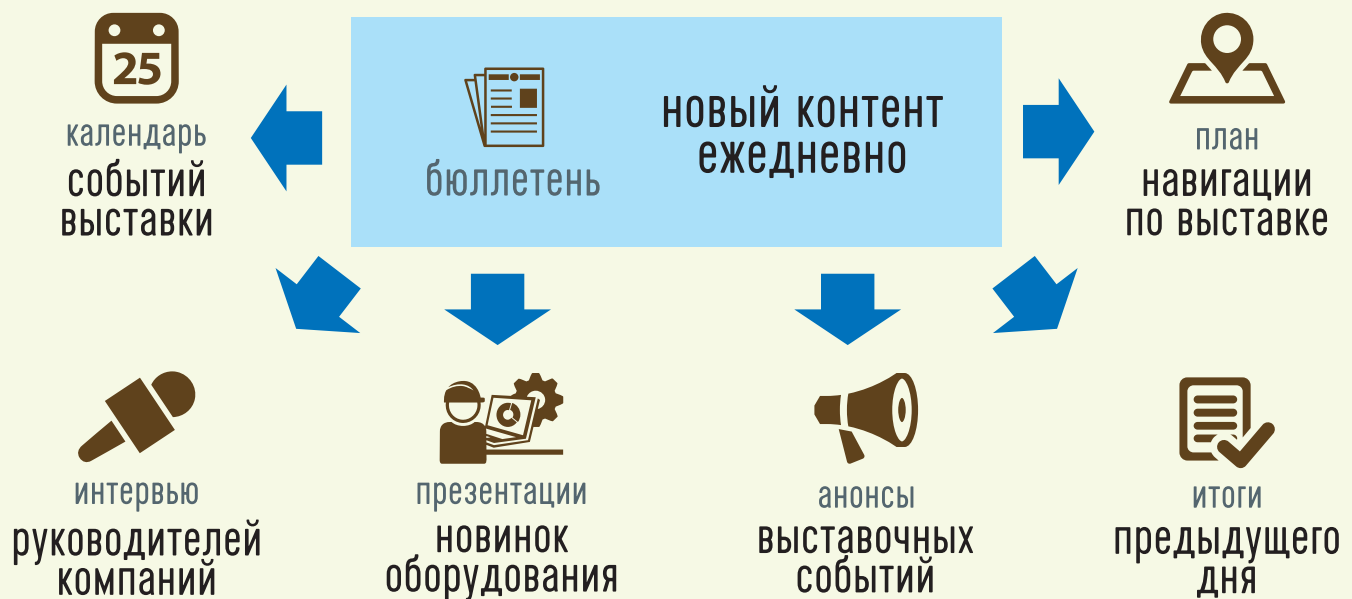 25
календарь
событий
выставки
бюллетень
новый контент
ежедневно
план
навигации
по выставке
интервью
руководителей
компаний
презентации
новинок
оборудования
анонсы
выставочных
событий
итоги
предыдущего
дня